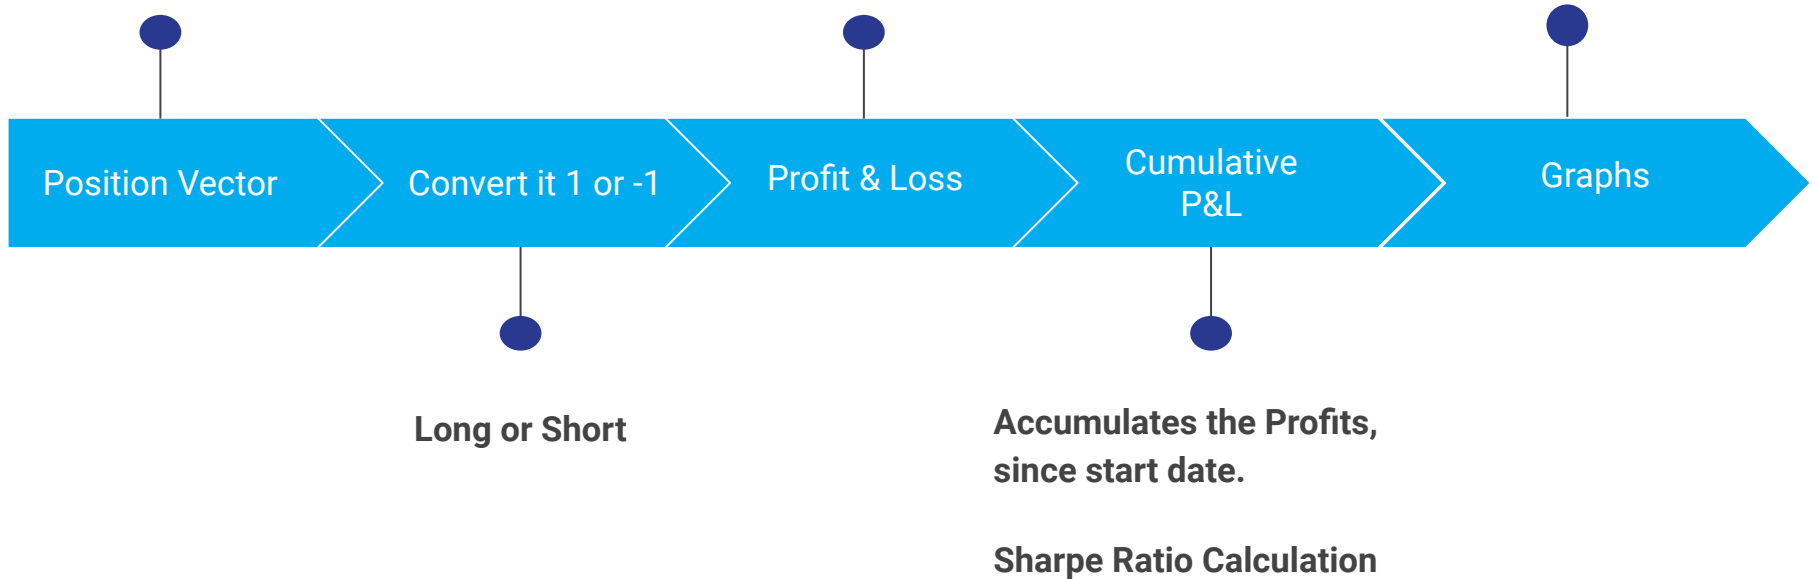 Position Vector
Convert it 1 or -1
Profit & Loss
Cumulative
P&L
Graphs
Long or Short
Accumulates the Profits,
since start date.
Sharpe Ratio Calculation